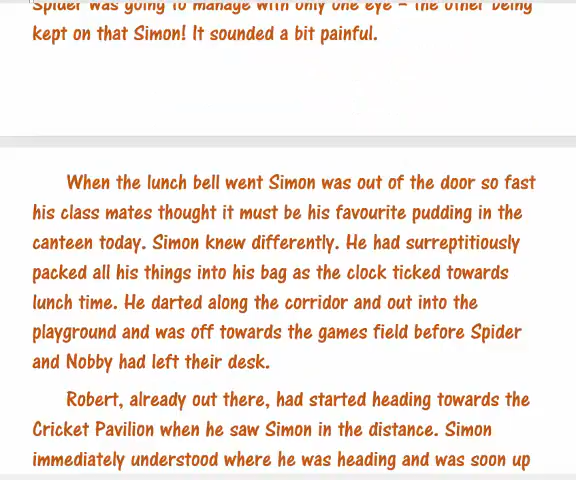 Spider was going to manage with only one eye – the other being
kept on that Simon! It sounded a bit painful.
When the lunch bell went Simon was out of the door so fast
his class mates thought it must be his favourite pudding in the
canteen today. Simon knew differently. He had surreptitiously
packed all his things into his bag as the clock ticked towards
lunch time. He darted along the corridor and out into the
playground and was off towards the games field before Spider
and Nobby had left their desk.
Robert, already out there, had started heading towards the
Cricket Pavilion when he saw Simon in the distance. Simon
immediately understood where he was heading and was soon up